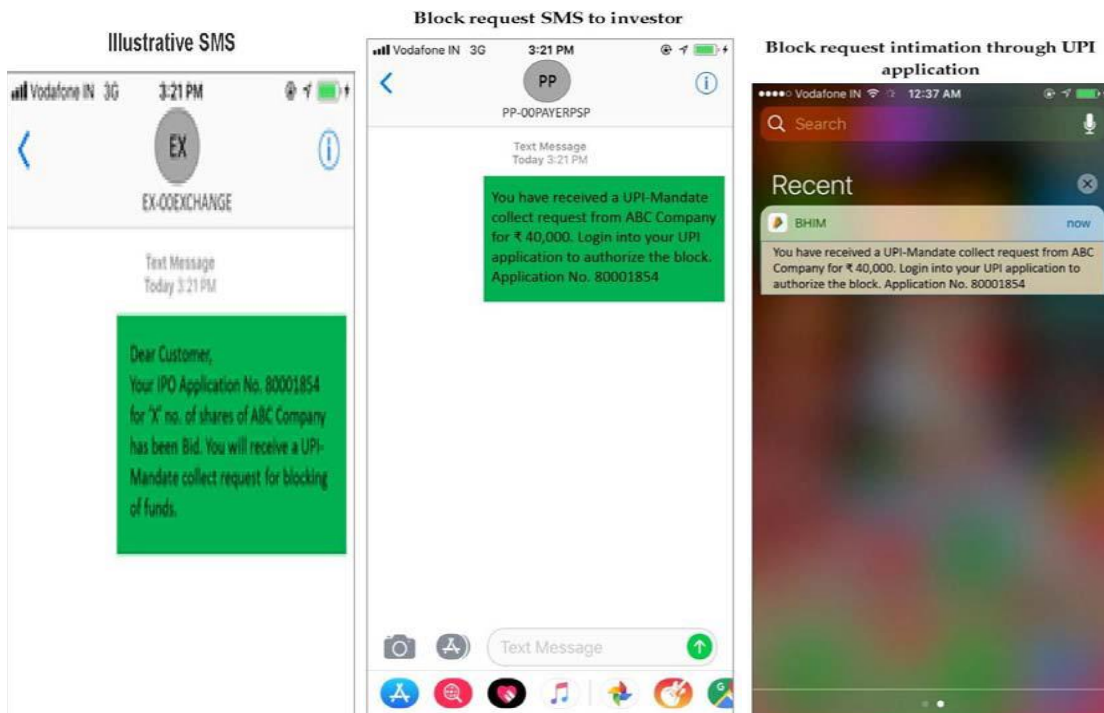 Illustrative SMS
Vodafone IN 3G 3:21 PM
EX
EX-00EXCHANGE
Text Message
Today 3:21 PM
Dear Customer,
Your IPO Application No. 80001854
for 'X' no. of shares of ABC Company
has been Bid. You will receive a UPI-
Mandate collect request for blocking
of funds.
Block request SMS to investor
Vodafone IN 3G 3:21 PM
PP
PP-00PAYERPSP
Text Message
Today 3:21 PM
You have received a UPI-Mandate
collect request from ABC Company
for ₹ 40,000. Login into your UPI
application to authorize the block.
Application No. 80001854
Text Message
Block request intimation through UPI
application
Vodafone IN 12:37 AM
Search
Recent
BHIM now
You have received a UPI-Mandate collect request from ABC
Company for ₹ 40,000. Login into your UPI application to
authorize the block. Application No. 80001854